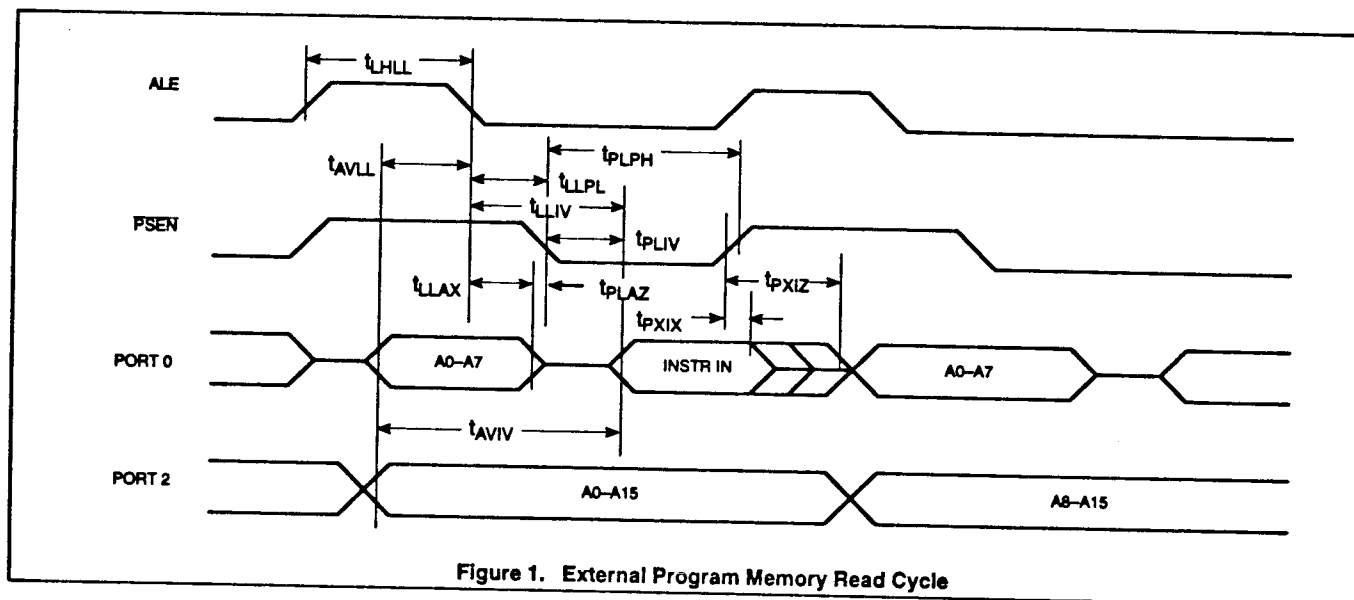 tLHLL
ALE
tAVLL
tPLPH
tLLPL
tLLIV
PSEN
tPLIV
tLLAX
tPLAZ
tPXIZ
tPXIX
PORT 0
A0–A7
INSTR IN
A0–A7
tAVIV
PORT 2
A0–A15
A8–A15
Figure 1. External Program Memory Read Cycle